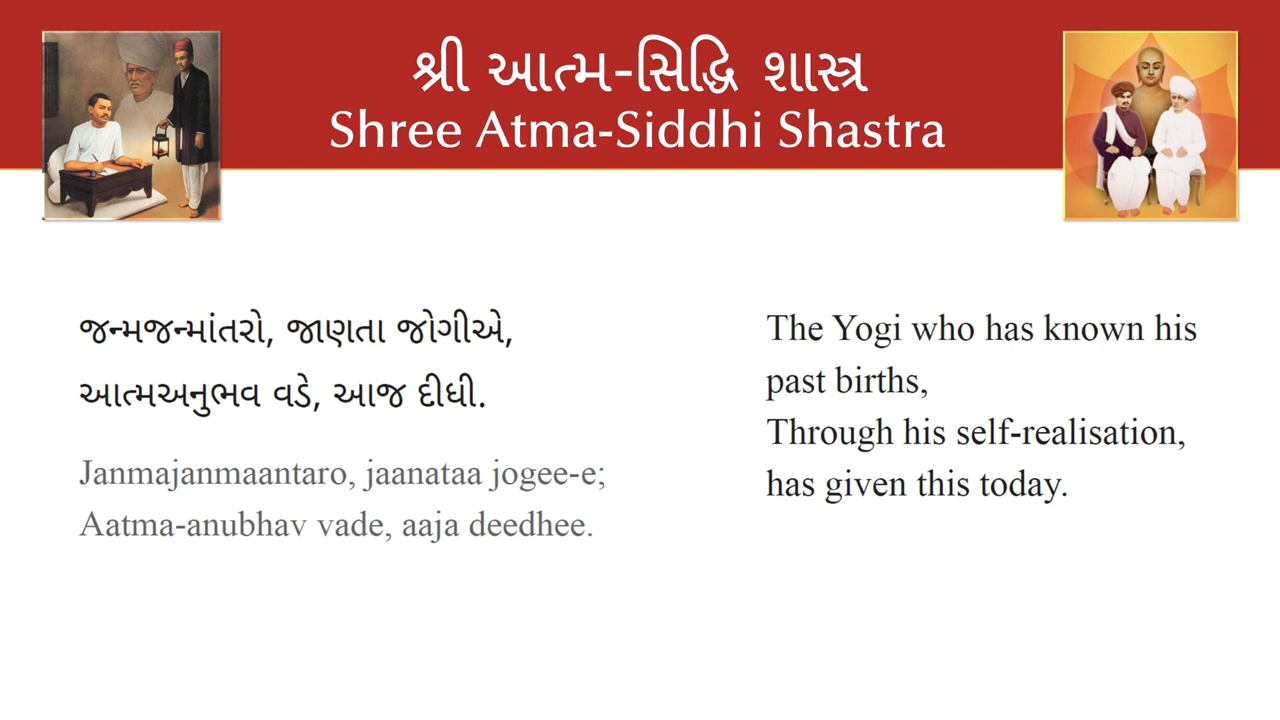 શ્રી આત્મ-સિદ્ધિ શાસ્ત્ર
Shree Atma-Siddhi Shastra
જન્મજન્માંતરો, જાણતા જોગીએ,
આત્મઅનુભવ વડે, આજ દીધી.
Janmajanmaantaro, jaanataa jogee-e;
Aatma-anubhav vade, aaja deedhee.
The Yogi who has known his
past births,
Through his self-realisation,
has given this today.